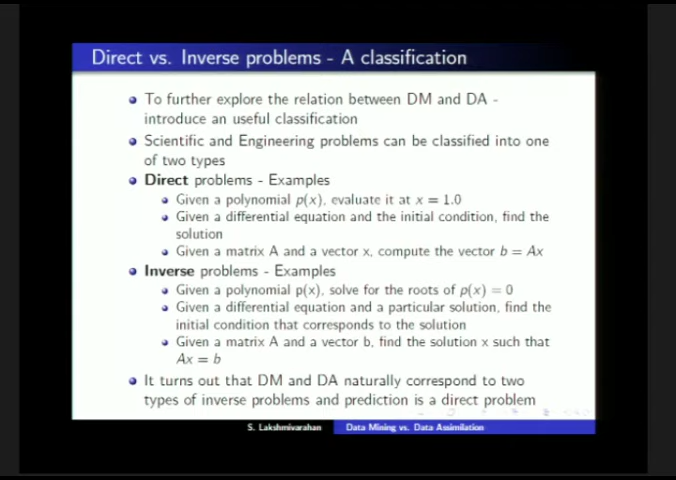 Direct vs. Inverse problems - A classification
To further explore the relation between DM and DA -
introduce an useful classification
Scientific and Engineering problems can be classified into one
of two types
Direct problems - Examples
Given a polynomial p(x), evaluate it at x = 1.0
Given a differential equation and the initial condition, find the
solution
Given a matrix A and a vector x, compute the vector b = Ax
Inverse problems - Examples
Given a polynomial p(x), solve for the roots of p(x) = 0
Given a differential equation and a particular solution, find the
initial condition that corresponds to the solution
Given a matrix A and a vector b, find the solution x such that
Ax = b
It turns out that DM and DA naturally correspond to two
types of inverse problems and prediction is a direct problem
S. Lakshmivarahan Data Mining vs. Data Assimilation